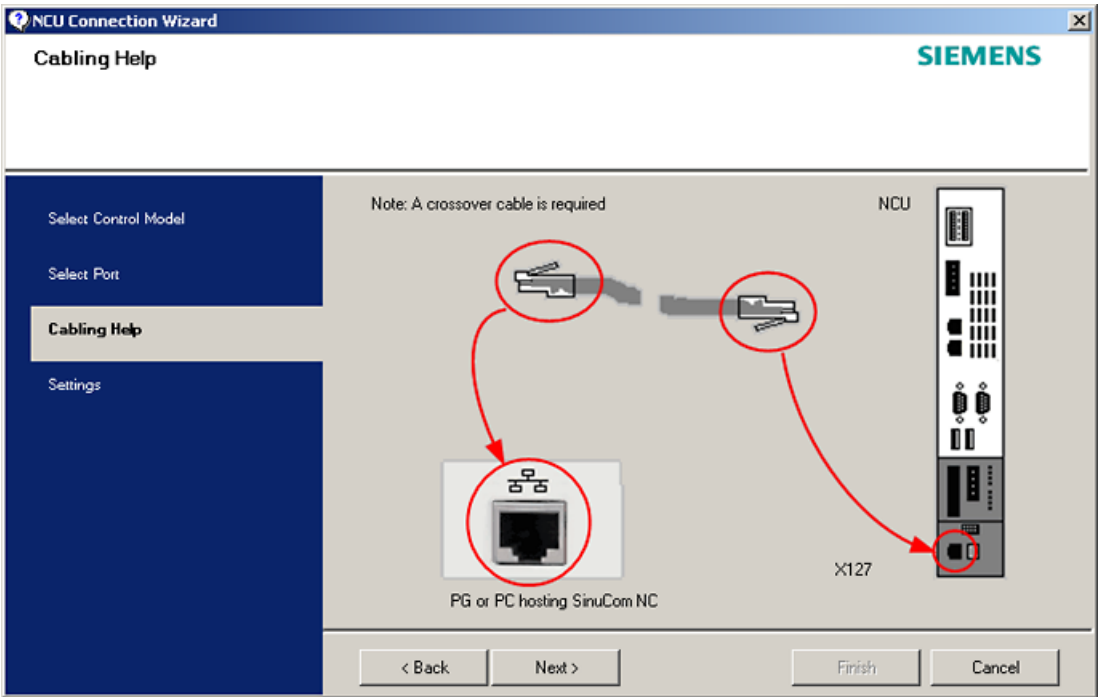 NCU Connection Wizard
Cabling Help
SIEMENS
Select Control Model
Select Port
Cabling Help
Settings
Note: A crossover cable is required
NCU
X127
PG or PC hosting SinuCom NC
< Back
Next >
Finish
Cancel